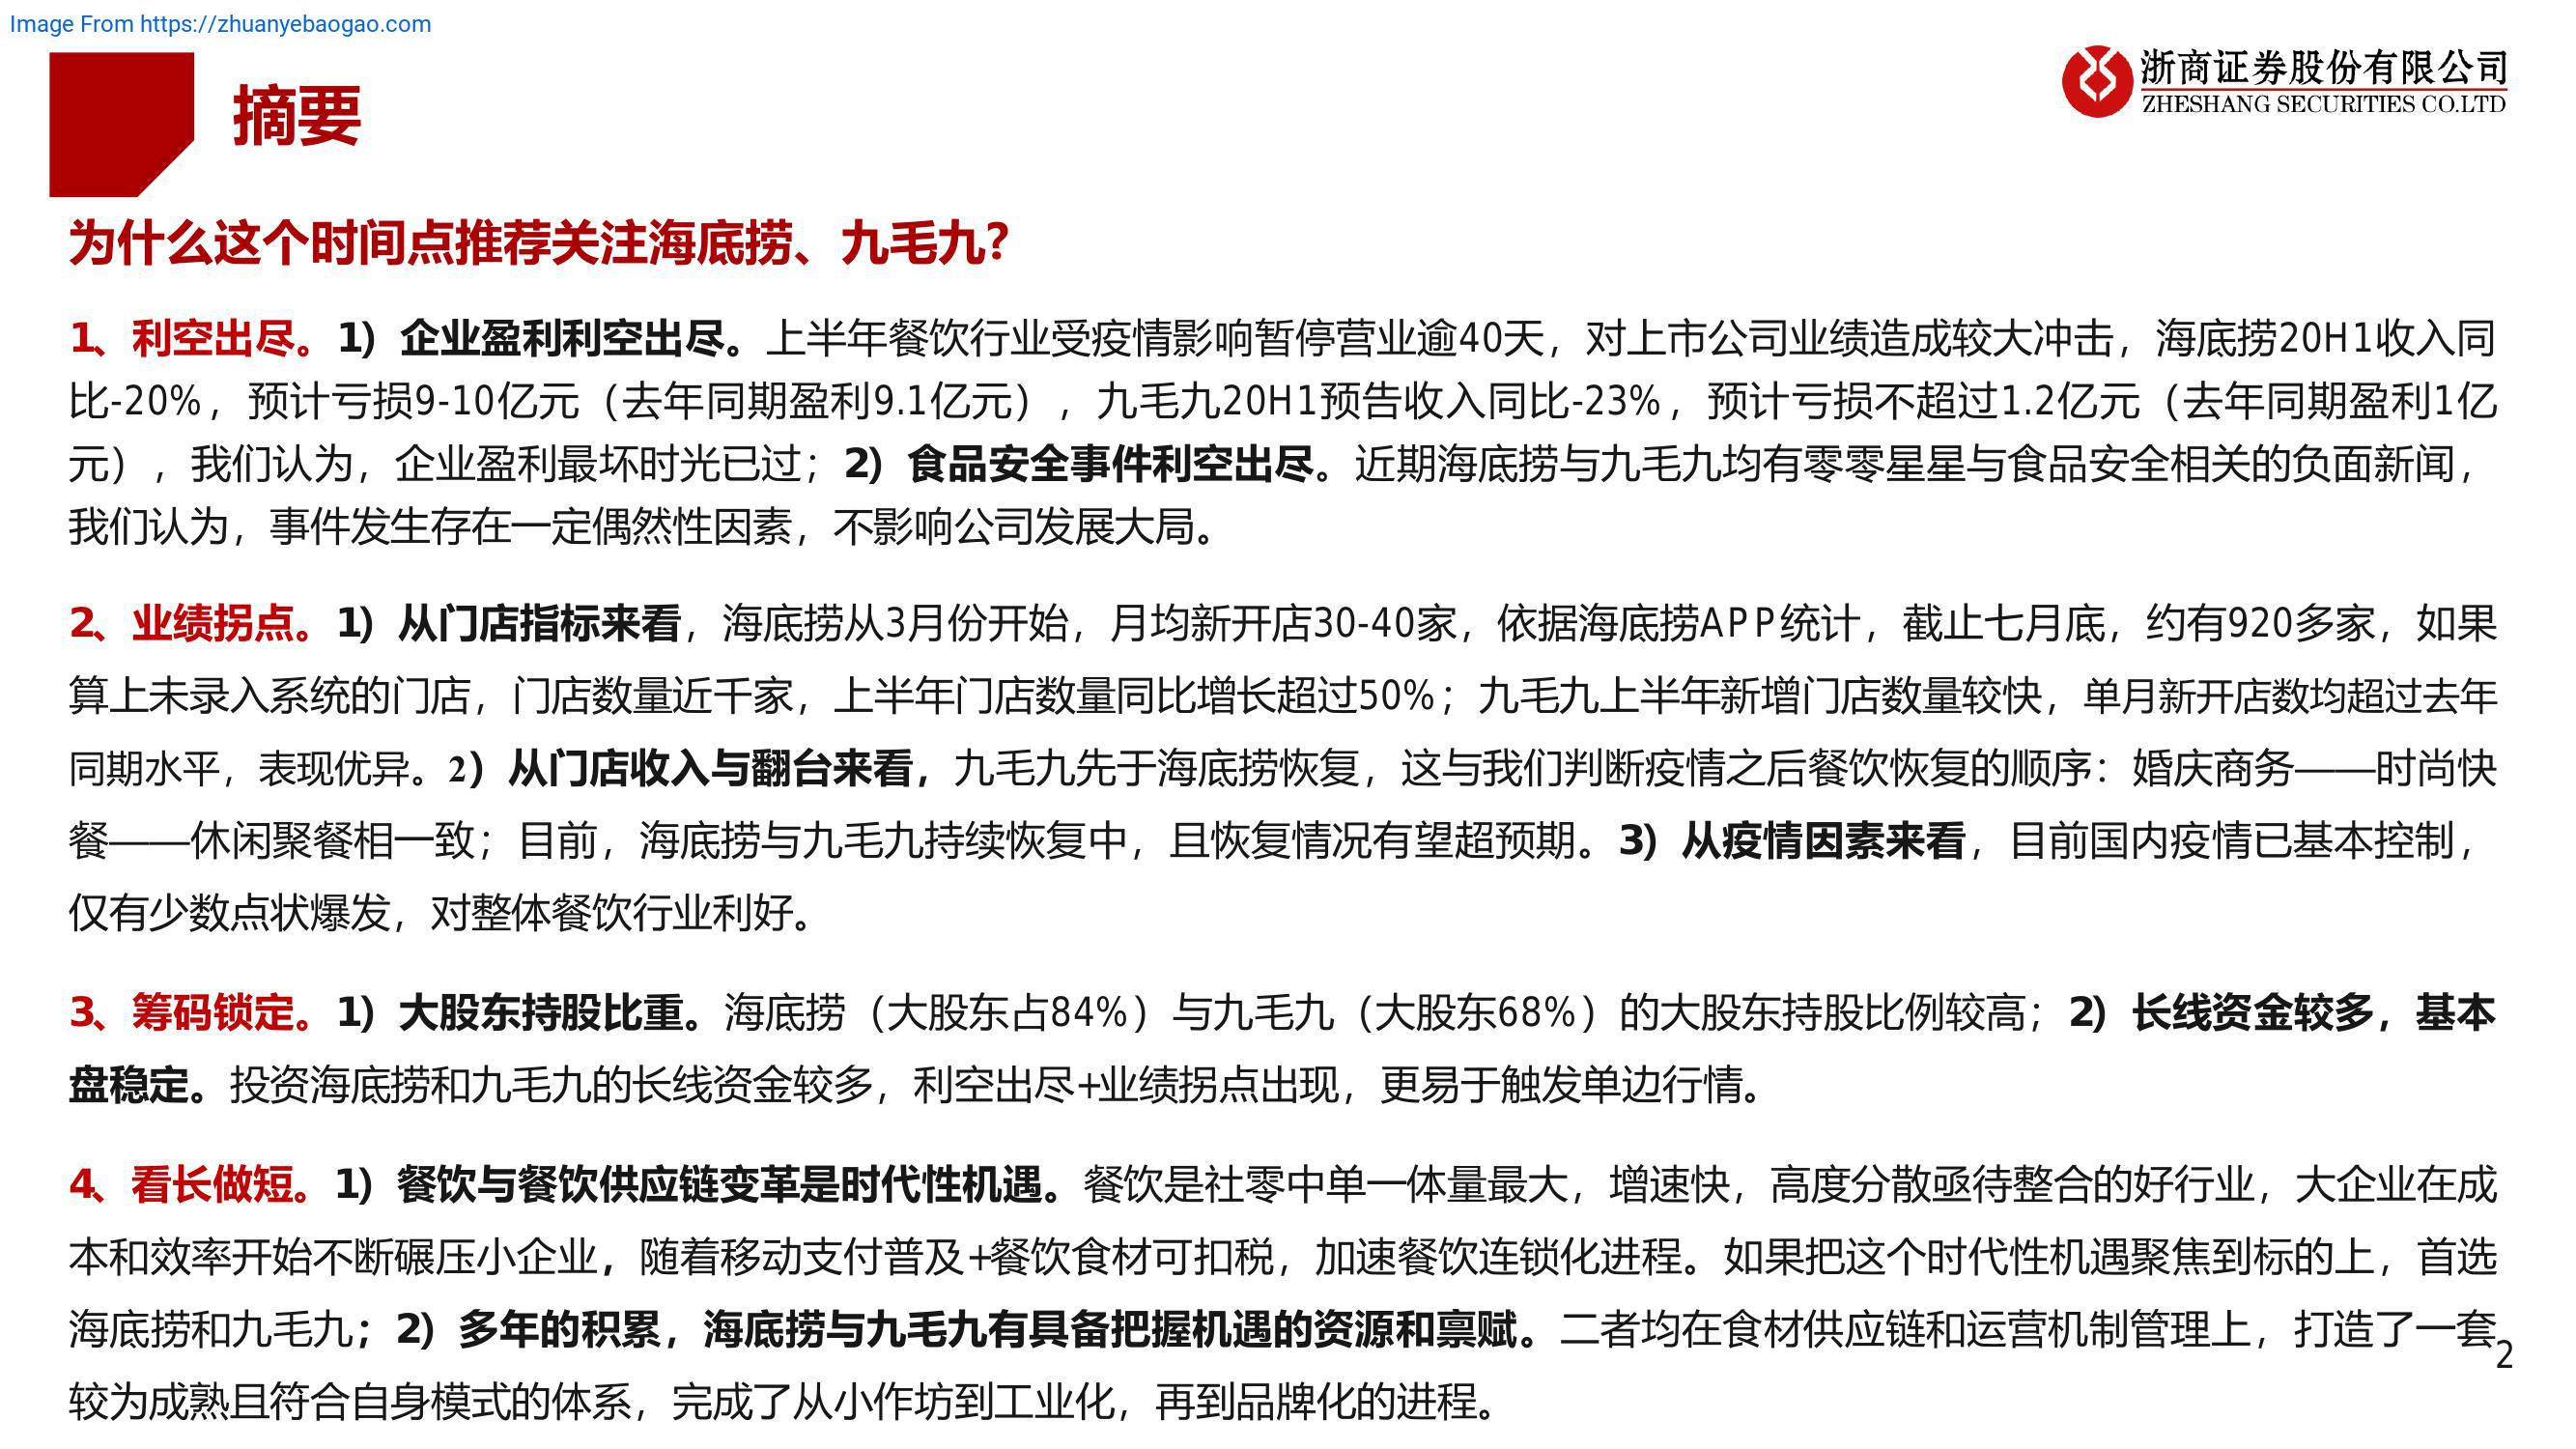 Image From https://zhuanyebaogao.com
浙商证券股份有限公司
ZHESHANG SECURITIES CO.LTD
摘要
为什么这个时间点推荐关注海底捞、九毛九？
1、利空出尽。1）企业盈利利空出尽。上半年餐饮行业受疫情影响暂停营业逾40天，对上市公司业绩造成较大冲击，海底捞20H1收入同
比-20%，预计亏损9-10亿元（去年同期盈利9.1亿元），九毛九20H1预告收入同比-23%，预计亏损不超过1.2亿元（去年同期盈利1亿
元），我们认为，企业盈利最坏时光已过；2）食品安全事件利空出尽。近期海底捞与九毛九均有零零星星与食品安全相关的负面新闻，
我们认为，事件发生存在一定偶然性因素，不影响公司发展大局。
2、业绩拐点。1）从门店指标来看，海底捞从3月份开始，月均新开店30-40家，依据海底捞APP统计，截止七月底，约有920多家，如果
算上未录入系统的门店，门店数量近千家，上半年门店数量同比增长超过50%；九毛九上半年新增门店数量较快，单月新开店数均超过去年
同期水平，表现优异。2）从门店收入与翻台来看，九毛九先于海底捞恢复，这与我们判断疫情之后餐饮恢复的顺序：婚庆商务——时尚快
餐——休闲聚餐相一致；目前，海底捞与九毛九持续恢复中，且恢复情况有望超预期。3）从疫情因素来看，目前国内疫情已基本控制，
仅有少数点状爆发，对整体餐饮行业利好。
3、筹码锁定。1）大股东持股比重。海底捞（大股东占84%）与九毛九（大股东68%）的大股东持股比例较高；2）长线资金较多，基本
盘稳定。投资海底捞和九毛九的长线资金较多，利空出尽+业绩拐点出现，更易于触发单边行情。
4、看长做短。1）餐饮与餐饮供应链变革是时代性机遇。餐饮是社零中单一体量最大，增速快，高度分散亟待整合的好行业，大企业在成
本和效率开始不断碾压小企业，随着移动支付普及+餐饮食材可扣税，加速餐饮连锁化进程。如果把这个时代性机遇聚焦到标的上，首选
海底捞和九毛九；2）多年的积累，海底捞与九毛九有具备把握机遇的资源和禀赋。二者均在食材供应链和运营机制管理上，打造了一套
较为成熟且符合自身模式的体系，完成了从小作坊到工业化，再到品牌化的进程。
2